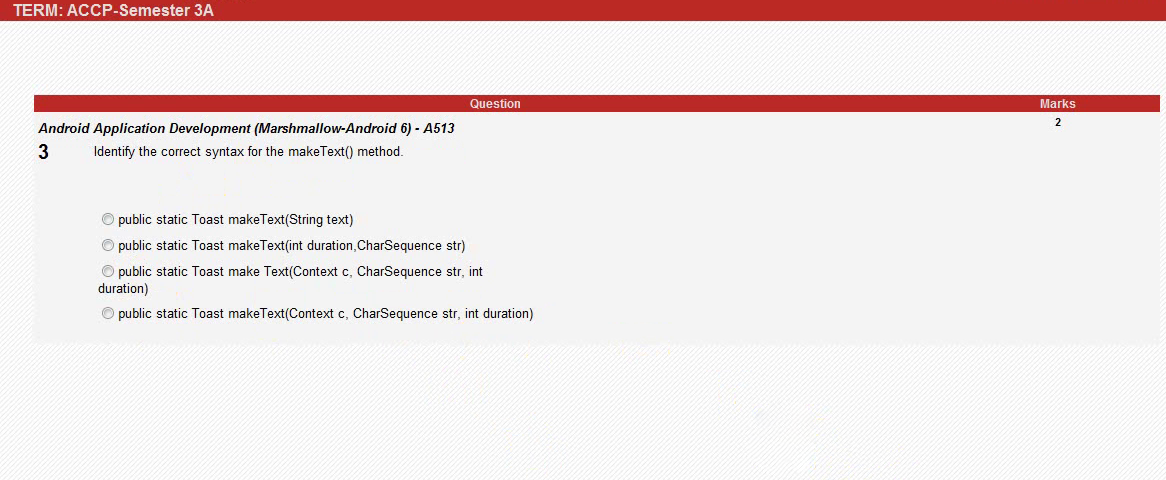 TERM: ACCP-Semester 3A
Question Marks
Android Application Development (Marshmallow-Android 6) - A513 2
3 Identify the correct syntax for the makeText() method.
public static Toast makeText(String text)
public static Toast makeText(int duration,CharSequence str)
public static Toast make Text(Context c, CharSequence str, int
duration)
public static Toast makeText(Context c, CharSequence str, int duration)